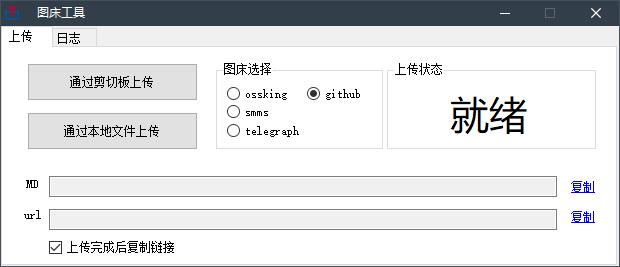 图床工具
上传 日志
通过剪切板上传
通过本地文件上传
图床选择
ossking github
smms
telegraph
上传状态
就绪
MD 复制
url 复制
上传完成后复制链接